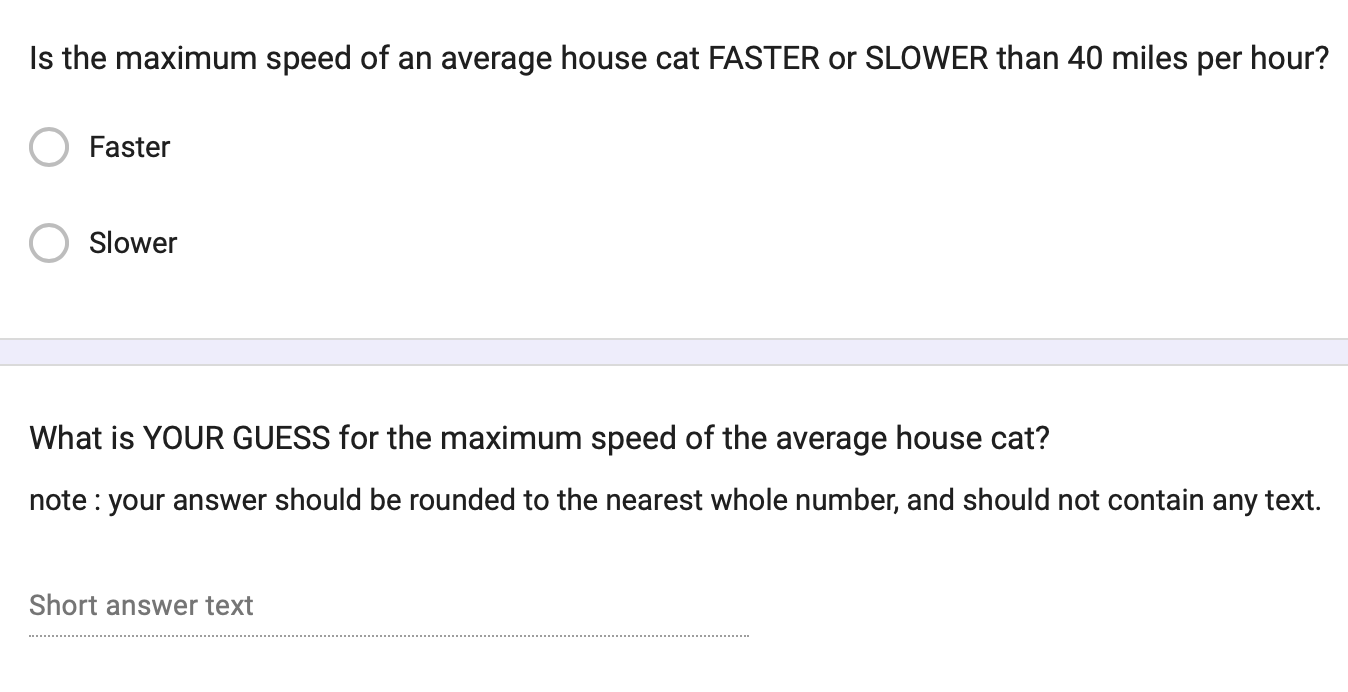 Is the maximum speed of an average house cat FASTER or SLOWER than 40 miles per hour?
Faster
Slower
What is YOUR GUESS for the maximum speed of the average house cat?
note : your answer should be rounded to the nearest whole number, and should not contain any text.
Short answer text